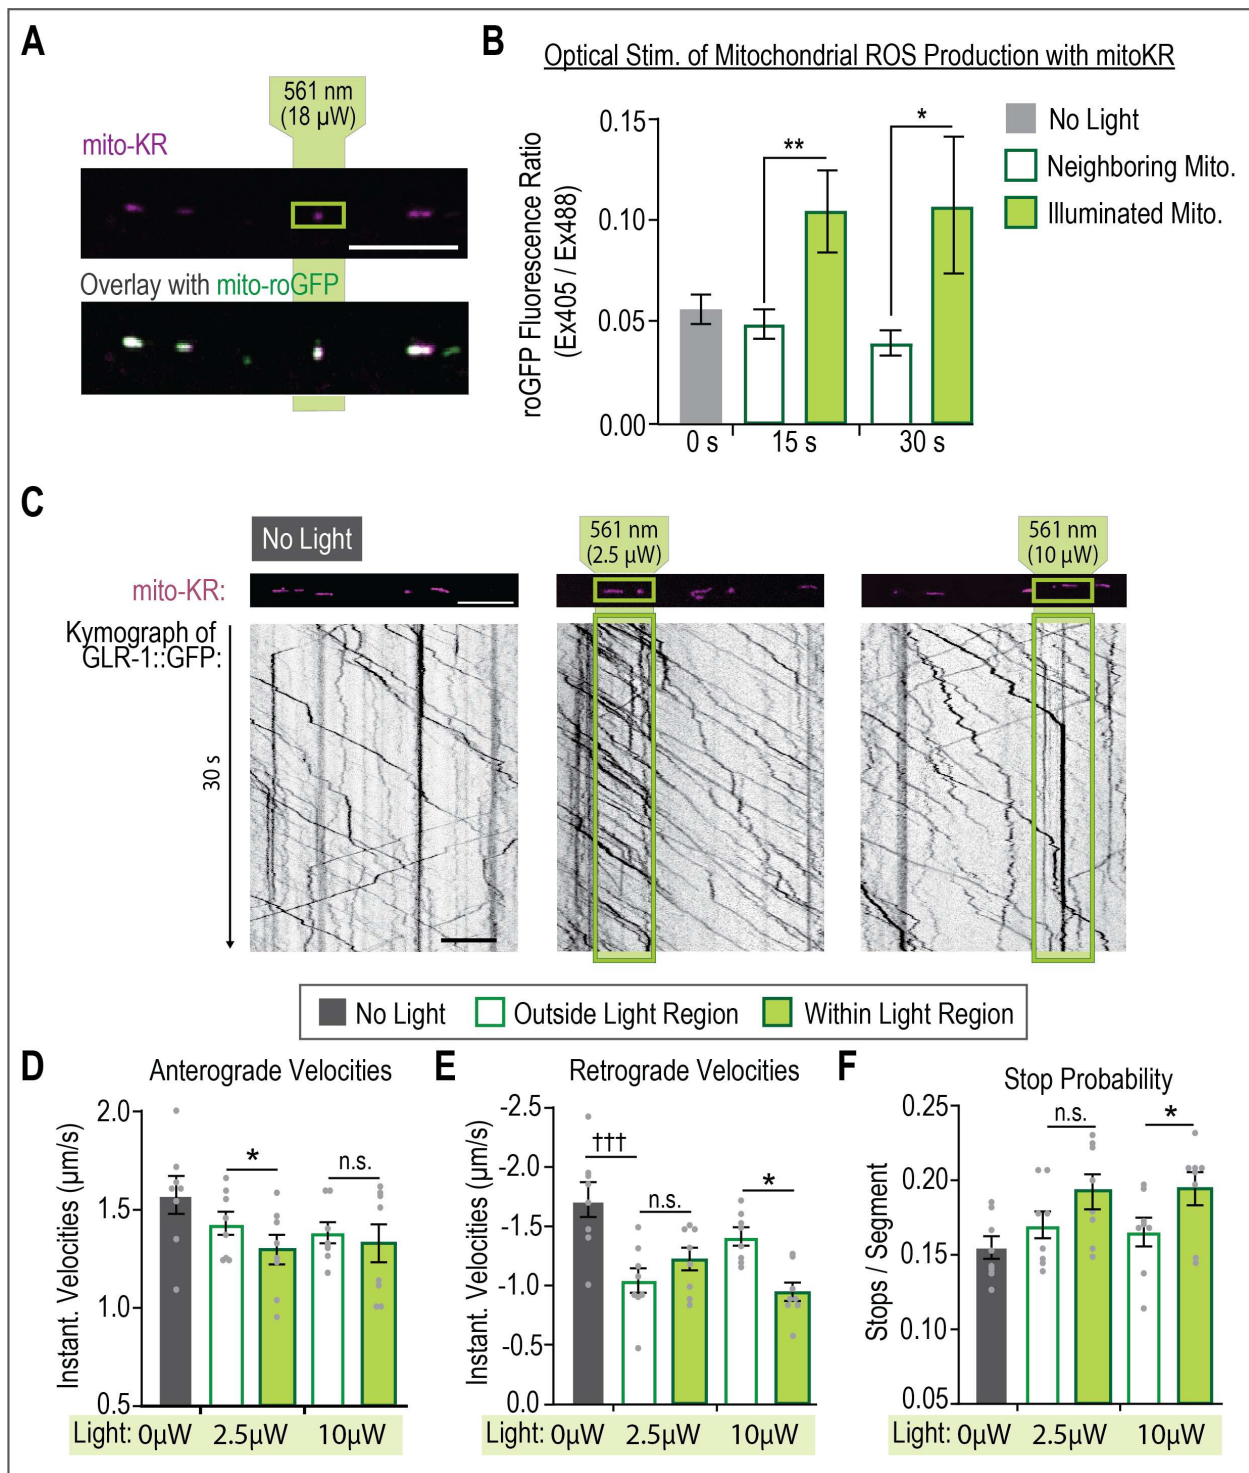 A
561 nm
(18 µW)
mito-KR
Overlay with mito-roGFP
B
Optical Stim. of Mitochondrial ROS Production with mitoKR
roGFP Fluorescence Ratio
(Ex405 / Ex488)
0.15
0.10
0.05
0.00
**
*
0 s
15 s
30 s
No Light
Neighboring Mito.
Illuminated Mito.
C
No Light
561 nm
(2.5 µW)
561 nm
(10 µW)
mito-KR:
Kymograph of
GLR-1::GFP:
30 s
No Light
Outside Light Region
Within Light Region
D
Anterograde Velocities
Instant. Velocities (µm/s)
2.0
1.5
1.0
0.5
*
n.s.
Light: 0µW 2.5µW 10µW
E
Retrograde Velocities
Instant. Velocities (µm/s)
-2.5
-2.0
-1.5
-1.0
-0.5
0.0
†††
n.s.
*
Light: 0µW 2.5µW 10µW
F
Stop Probability
Stops / Segment
0.25
0.20
0.15
0.10
0.05
n.s.
*
Light: 0µW 2.5µW 10µW